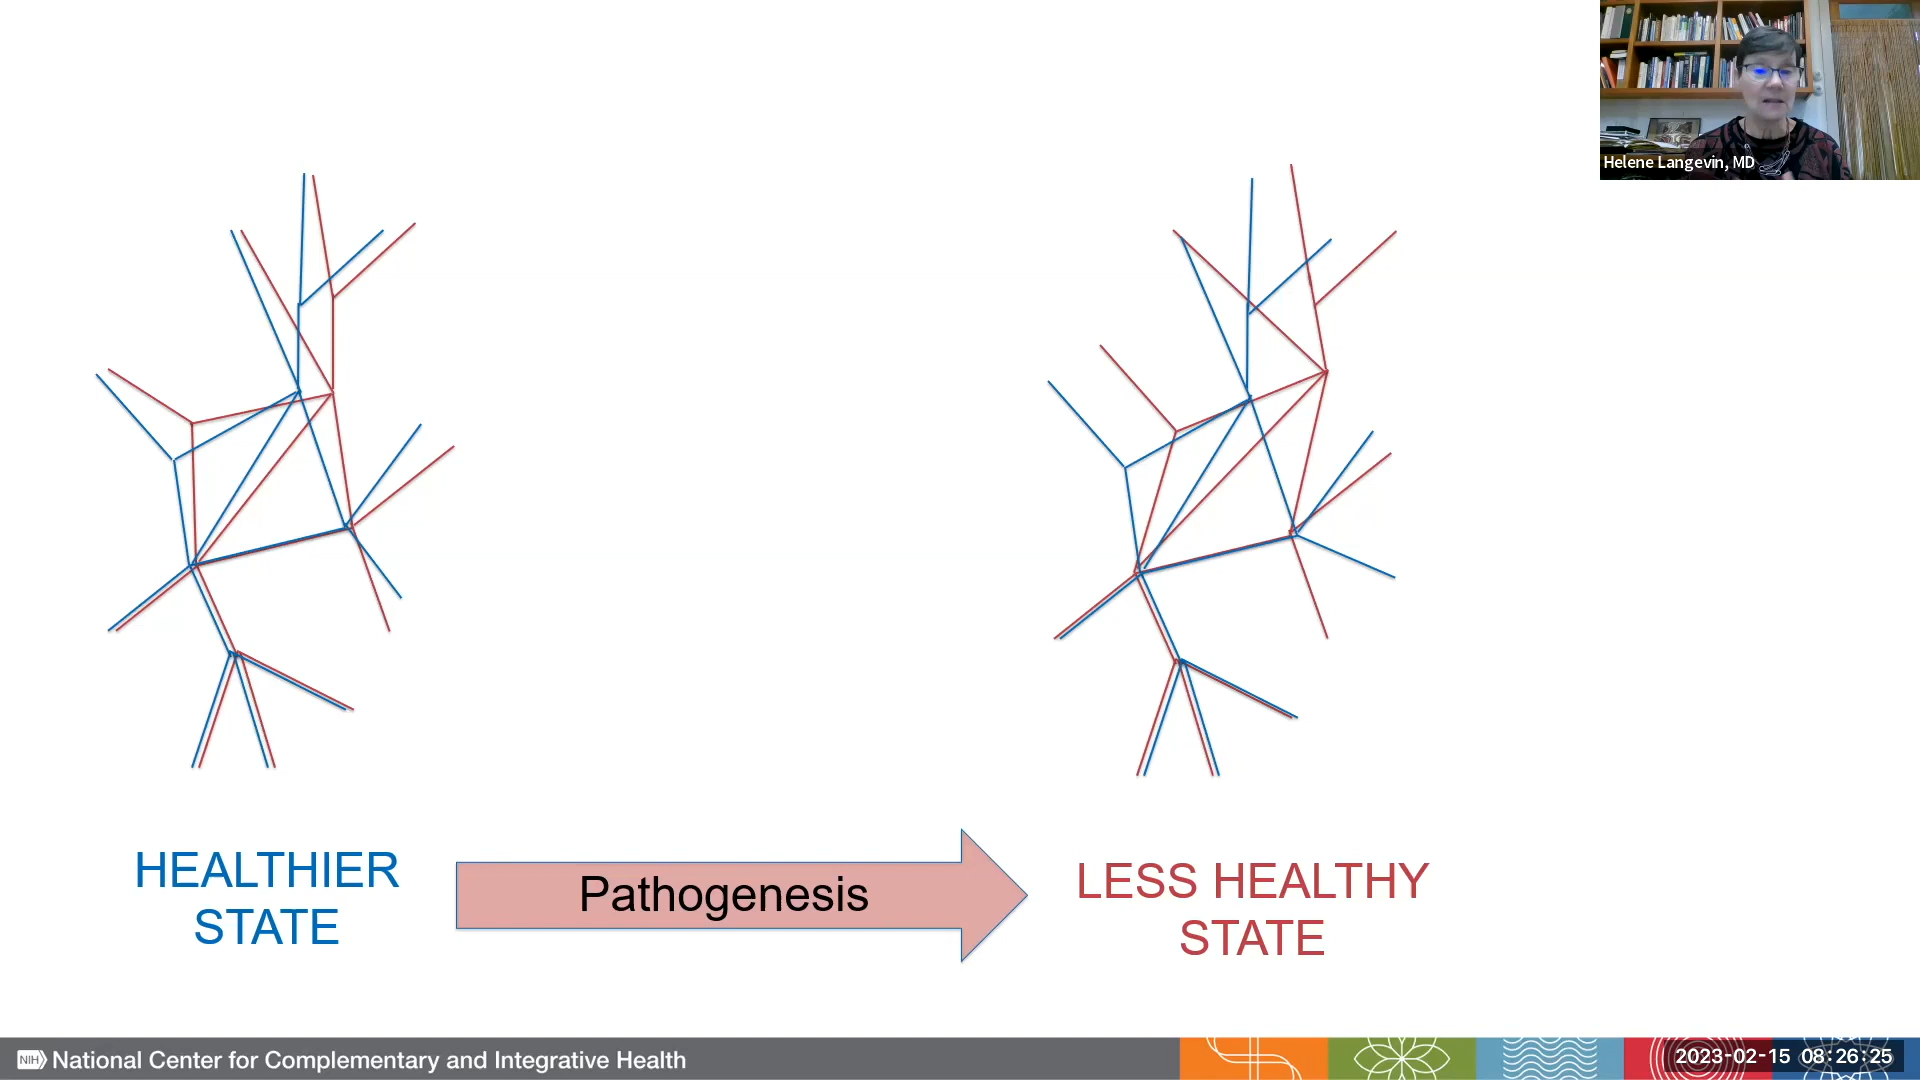 Helene Langevin, MD
HEALTHIER
STATE
Pathogenesis
LESS HEALTHY
STATE
NIH National Center for Complementary and Integrative Health
2023-02-15 08:26:25